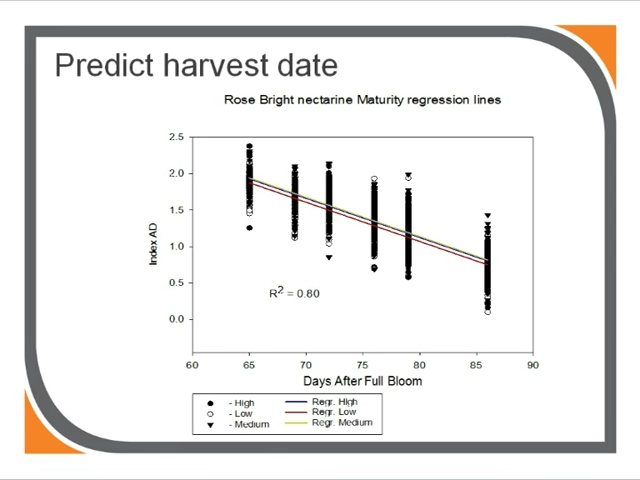 Predict harvest date
Rose Bright nectarine Maturity regression lines
2.5
2.0
1.5
1.0
0.5
0.0
Index AD
R2 = 0.80
60 65 70 75 80 85 90
Days After Full Bloom
- High Regr. High
- Low Regr. Low
- Medium Regr. Medium